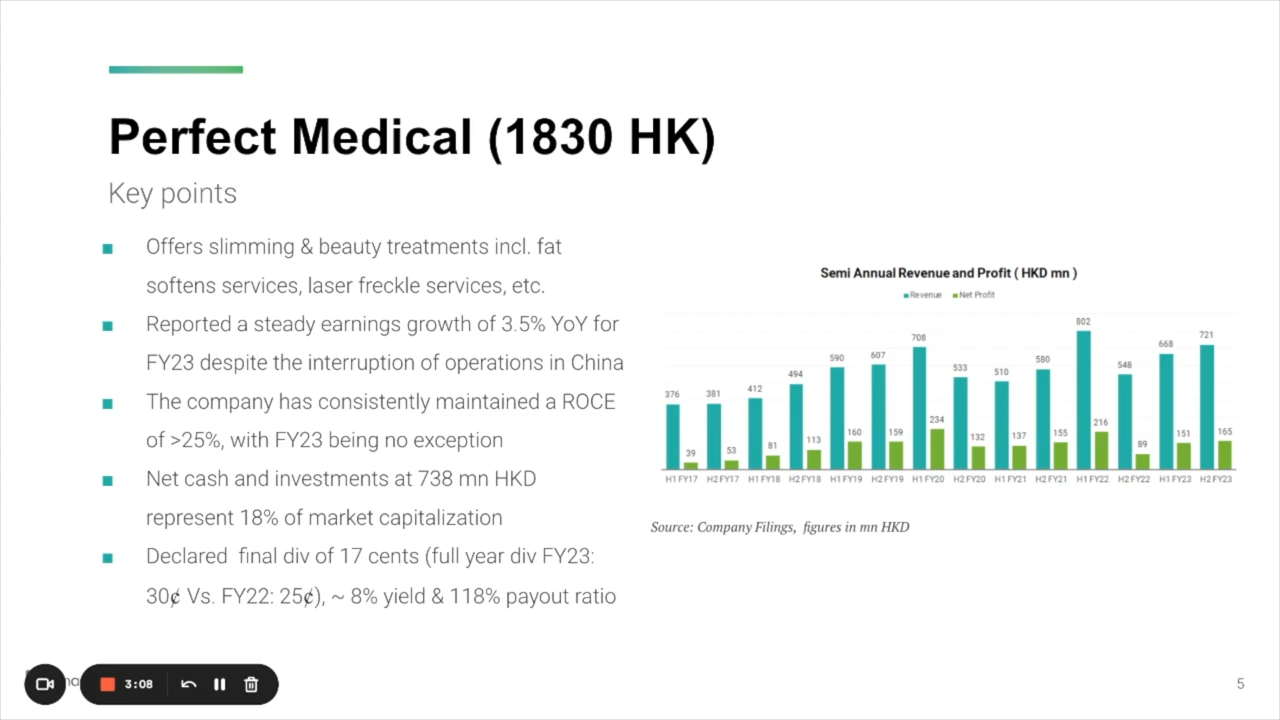 Perfect Medical (1830 HK)
Key points
Offers slimming & beauty treatments incl. fat
softens services, laser freckle services, etc.
Reported a steady earnings growth of 3.5% YoY for
FY23 despite the interruption of operations in China
The company has consistently maintained a ROCE
of >25%, with FY23 being no exception
Net cash and investments at 738 mn HKD
represent 18% of market capitalization
Declared final div of 17 cents (full year div FY23:
30¢ Vs. FY22: 25¢), ~ 8% yield & 118% payout ratio
Semi Annual Revenue and Profit ( HKD mn )
Revenue Net Profit
376 39 381 53 412 81 494 113 590 160 607 159 708 234 533 132 510 137 580 155 802 216 548 89 668 151 721 165
H1 FY17 H2 FY17 H1 FY18 H2 FY18 H1 FY19 H2 FY19 H1 FY20 H2 FY20 H1 FY21 H2 FY21 H1 FY22 H2 FY22 H1 FY23 H2 FY23
Source: Company Filings, figures in mn HKD
3:08
5